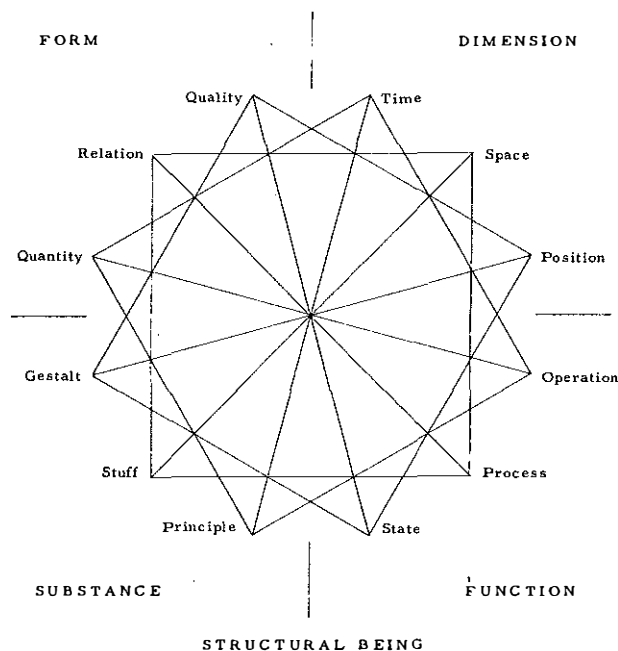 FORM
DIMENSION
Quality
Time
Relation
Space
Quantity
Position
Gestalt
Operation
Stuff
Process
Principle
State
SUBSTANCE
FUNCTION
STRUCTURAL BEING